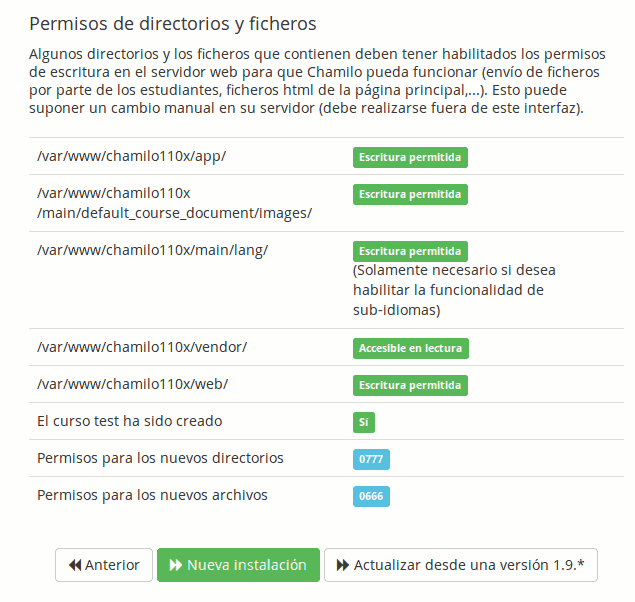 Permisos de directorios y ficheros
Algunos directorios y los ficheros que contienen deben tener habilitados los permisos
de escritura en el servidor web para que Chamilo pueda funcionar (envío de ficheros
por parte de los estudiantes, ficheros html de la página principal,...). Esto puede
suponer un cambio manual en su servidor (debe realizarse fuera de este interfaz).
/var/www/chamilo110x/app/ Escritura permitida
/var/www/chamilo110x Escritura permitida
/main/default_course_document/images/
/var/www/chamilo110x/main/lang/ Escritura permitida
(Solamente necesario si desea
habilitar la funcionalidad de
sub-idiomas)
/var/www/chamilo110x/vendor/ Accesible en lectura
/var/www/chamilo110x/web/ Escritura permitida
El curso test ha sido creado Sí
Permisos para los nuevos directorios 0777
Permisos para los nuevos archivos 0666
Anterior Nueva instalación Actualizar desde una versión 1.9.*